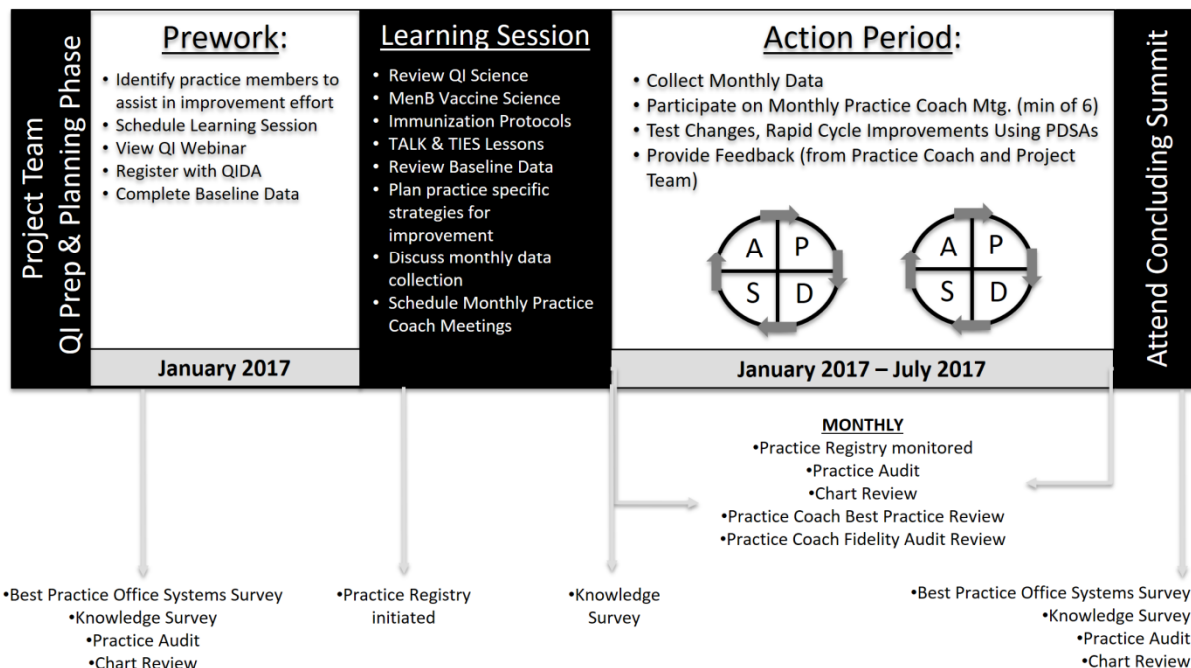 Project Team
QI Prep & Planning Phase
Prework:
• Identify practice members to
assist in improvement effort
• Schedule Learning Session
• View QI Webinar
• Register with QIDA
• Complete Baseline Data
January 2017
Learning Session
• Review QI Science
• MenB Vaccine Science
• Immunization Protocols
• TALK & TIES Lessons
• Review Baseline Data
• Plan practice specific
strategies for
improvement
• Discuss monthly data
collection
• Schedule Monthly Practice
Coach Meetings
Action Period:
• Collect Monthly Data
• Participate on Monthly Practice Coach Mtg. (min of 6)
• Test Changes, Rapid Cycle Improvements Using PDSAs
• Provide Feedback (from Practice Coach and Project
Team)
A P
S D
A P
S D
January 2017 – July 2017
Attend Concluding Summit
MONTHLY
•Practice Registry monitored
•Practice Audit
•Chart Review
•Practice Coach Best Practice Review
•Practice Coach Fidelity Audit Review
•Best Practice Office Systems Survey
•Knowledge Survey
•Practice Audit
•Chart Review
•Practice Registry
initiated
•Knowledge
Survey
•Best Practice Office Systems Survey
•Knowledge Survey
•Practice Audit
•Chart Review